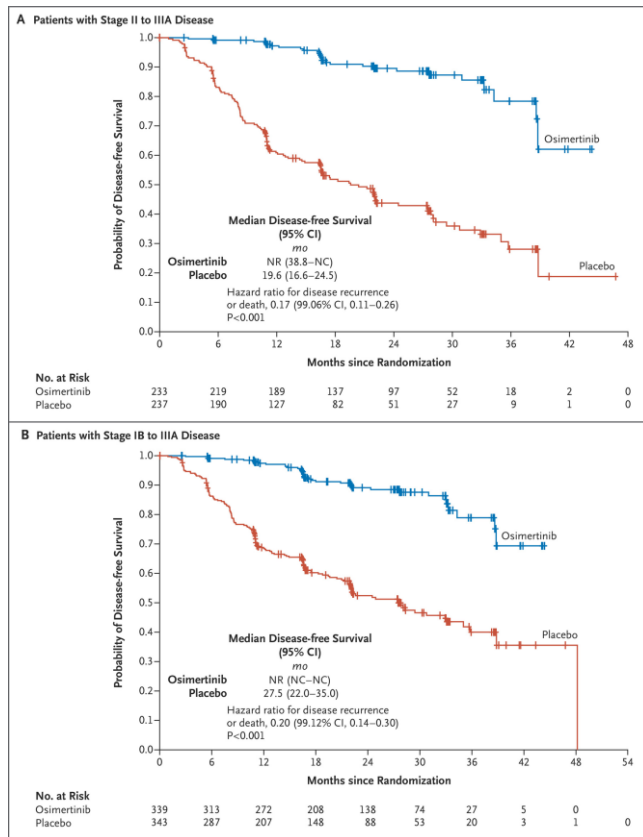 A Patients with Stage II to IIIA Disease
1.0
0.9
0.8
0.7
0.6
0.5
0.4
0.3
0.2
0.1
0.0
Probability of Disease-free Survival
Osimertinib
Placebo
Median Disease-free Survival
(95% CI)
mo
Osimertinib NR (38.8–NC)
Placebo 19.6 (16.6–24.5)
Hazard ratio for disease recurrence
or death, 0.17 (99.06% CI, 0.11–0.26)
P<0.001
0 6 12 18 24 30 36 42 48
Months since Randomization
No. at Risk
Osimertinib 233 219 189 137 97 52 18 2 0
Placebo 237 190 127 82 51 27 9 1 0
B Patients with Stage IB to IIIA Disease
1.0
0.9
0.8
0.7
0.6
0.5
0.4
0.3
0.2
0.1
0.0
Probability of Disease-free Survival
Osimertinib
Placebo
Median Disease-free Survival
(95% CI)
mo
Osimertinib NR (NC–NC)
Placebo 27.5 (22.0–35.0)
Hazard ratio for disease recurrence
or death, 0.20 (99.12% CI, 0.14–0.30)
P<0.001
0 6 12 18 24 30 36 42 48 54
Months since Randomization
No. at Risk
Osimertinib 339 313 272 208 138 74 27 5 0
Placebo 343 287 207 148 88 53 20 3 1 0